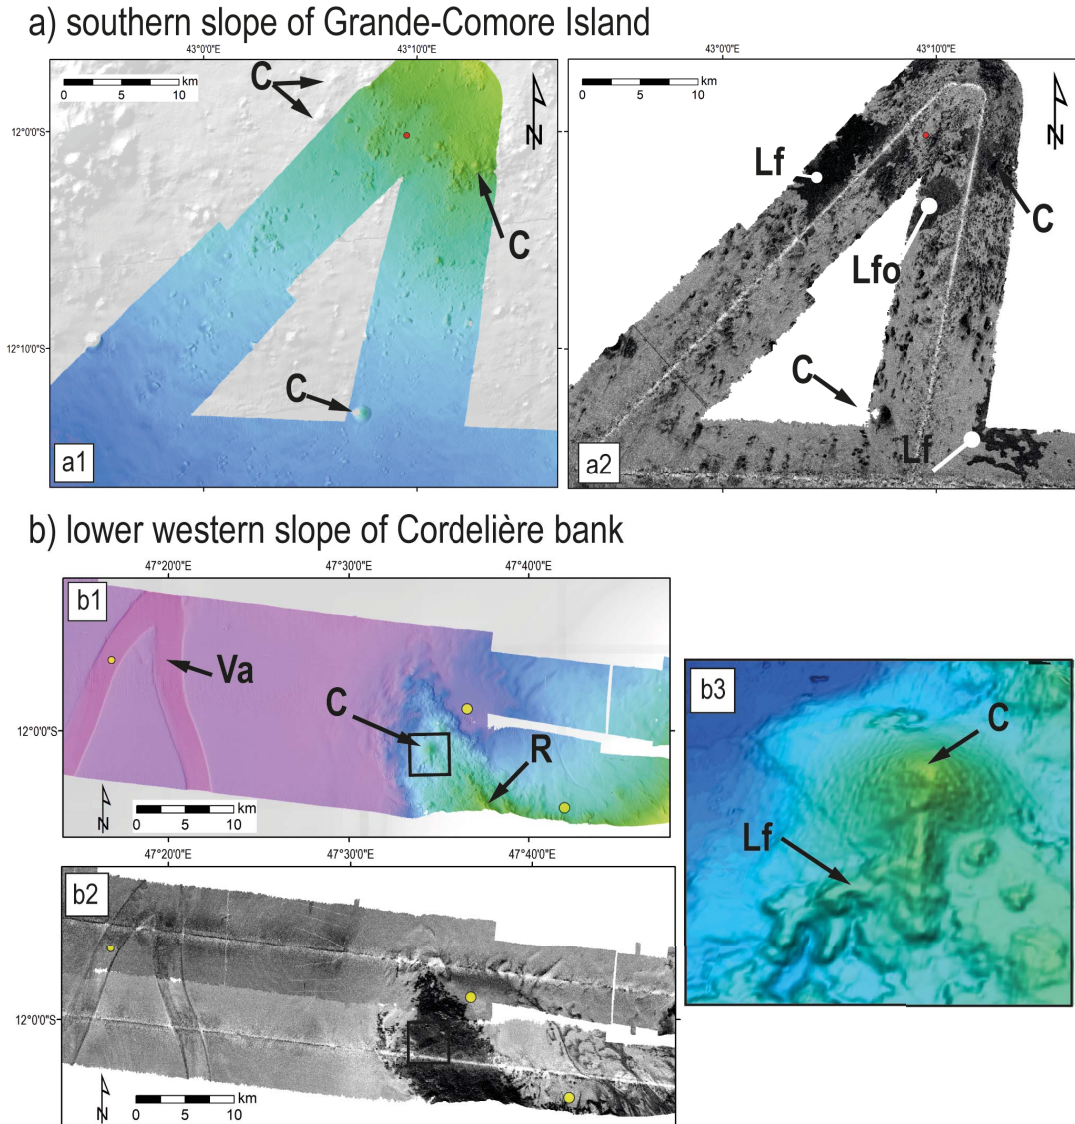 a) southern slope of Grande-Comore Island
43°0'0"E 43°10'0"E
43°0'0"E 43°10'0"E
C km
0 5 10
km
0 5 10
12°0'0"S
N
N
Lf
C
C
Lfo
12°10'0"S
C
C
Lf
a1
a2
b) lower western slope of Cordelière bank
47°20'0"E 47°30'0"E 47°40'0"E
b1
Va
C
R
12°0'0"S
N
km
0 5 10
47°20'0"E 47°30'0"E 47°40'0"E
b2
12°0'0"S
N
km
0 5 10
b3
C
Lf